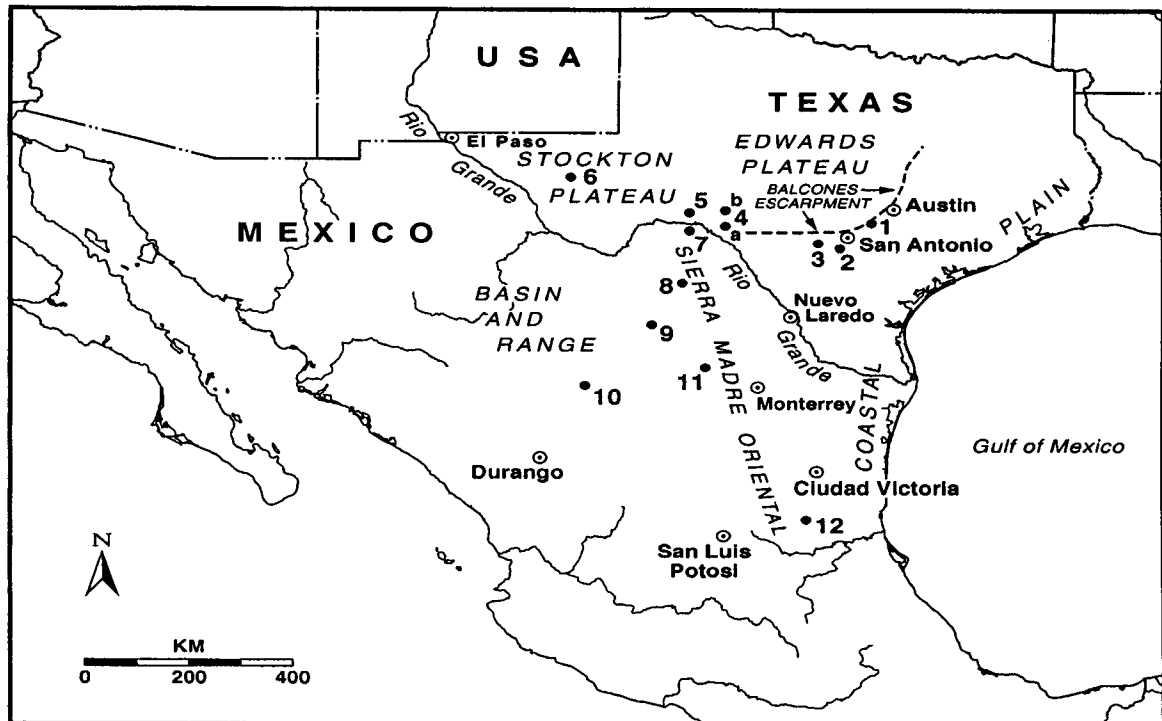 USA
TEXAS
El Paso
Rio
Grande
STOCKTON
PLATEAU
6
EDWARDS
PLATEAU
BALCONES
ESCARPMENT
Austin
1
San Antonio
2
3
5
b
4
a
7
MEXICO
COASTAL PLAIN
SIERRA MADRE ORIENTAL
Rio
Grande
8
BASIN
AND
RANGE
9
Nuevo
Laredo
10
11
Monterrey
Gulf of Mexico
Durango
Ciudad Victoria
12
San Luis
Potosi
N
KM
0 200 400